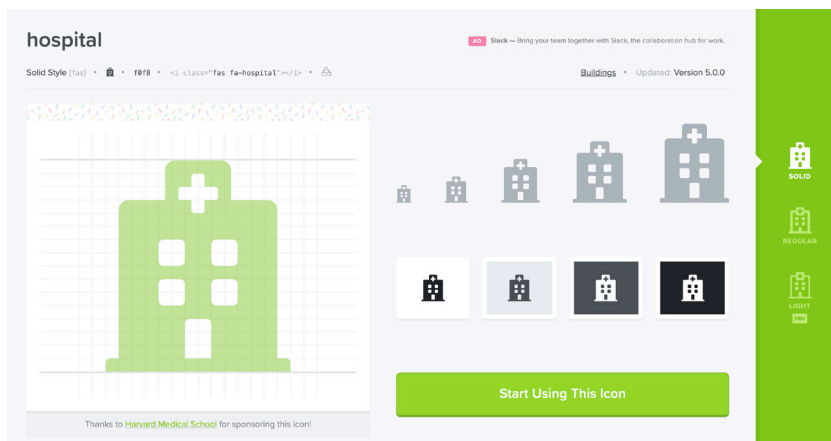 hospital
AD Slack — Bring your team together with Slack, the collaboration hub for work.
Solid Style (fas) • • f0f8 • <i class="fas fa-hospital"></i> •
Buildings • Updated: Version 5.0.0
SOLID
REGULAR
LIGHT
PRO
Start Using This Icon
Thanks to Harvard Medical School for sponsoring this icon!